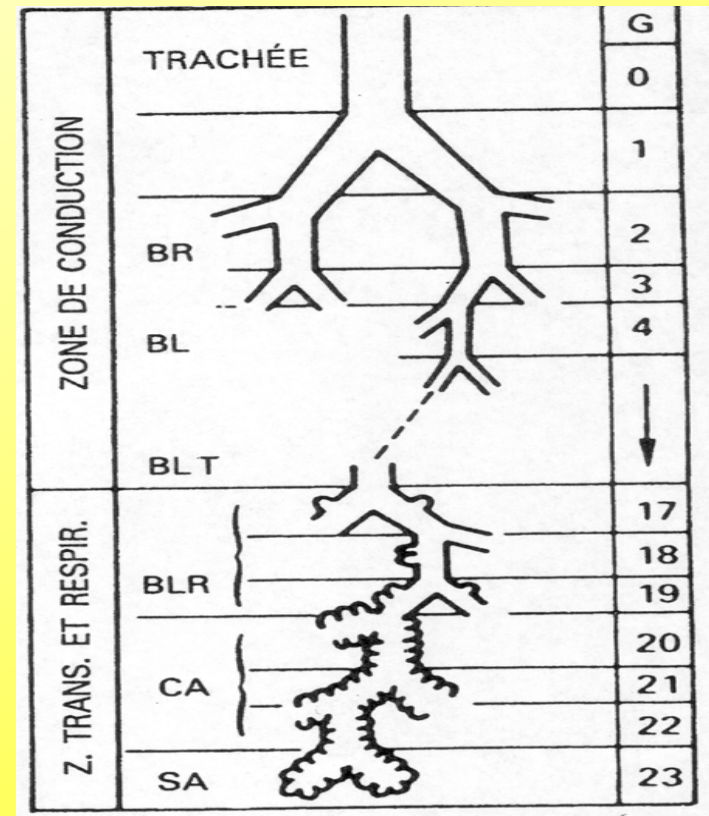 G
TRACHÉE
0
1
BR
2
3
BL
4
BLT
ZONE DE CONDUCTION
17
18
BLR
19
20
CA
21
22
SA
23
Z. TRANS. ET RESPIR.